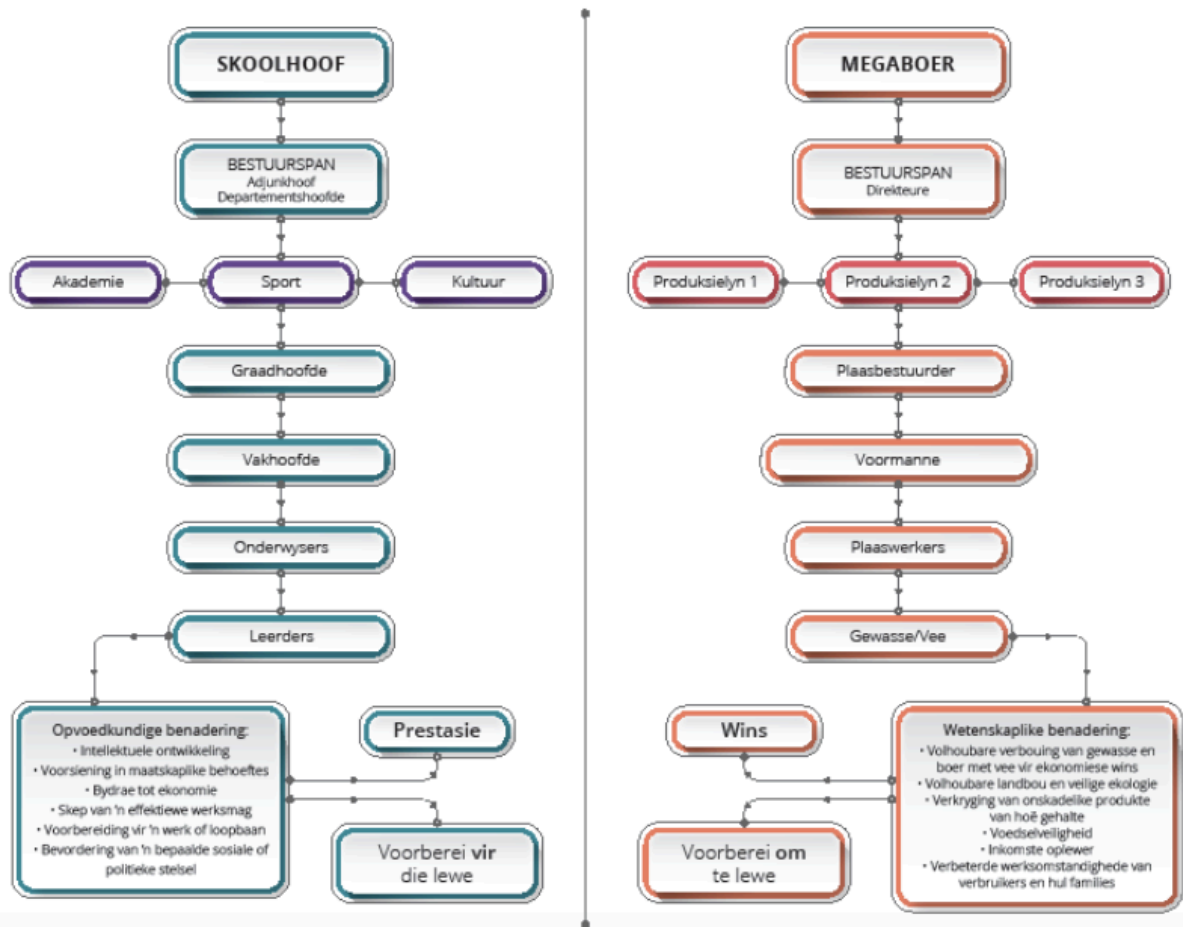 SKOOLHOOF
BESTUURSPAN
Adjunkhoof
Departementshoofde
Akademie
Sport
Kultuur
Graadhoofde
Vakhoofde
Onderwysers
Leerders
Opvoedkundige benadering:
• Intellektuele ontwikkeling
• Voorsiening in maatskaplike behoeftes
• Bydrae tot ekonomie
• Skep van 'n effektiewe werksmag
• Voorbereiding vir 'n werk of loopbaan
• Bevordering van 'n bepaalde sosiale of
politieke stelsel
Prestasie
Voorberei vir
die lewe
MEGABOER
BESTUURSPAN
Direkteure
Produksielyn 1
Produksielyn 2
Produksielyn 3
Plaasbestuurder
Voormanne
Plaaswerkers
Gewasse/Vee
Wins
Voorberei om
te lewe
Wetenskaplike benadering:
• Volhoubare verbouing van gewasse en
boer met vee vir ekonomiese wins
• Volhoubare landbou en veilige ekologie
• Verkryging van onskadelike produkte
van hoë gehalte
• Voedselveiligheid
• Inkomste oplewer
• Verbeterde werksomstandighede van
verbruikers en hul families